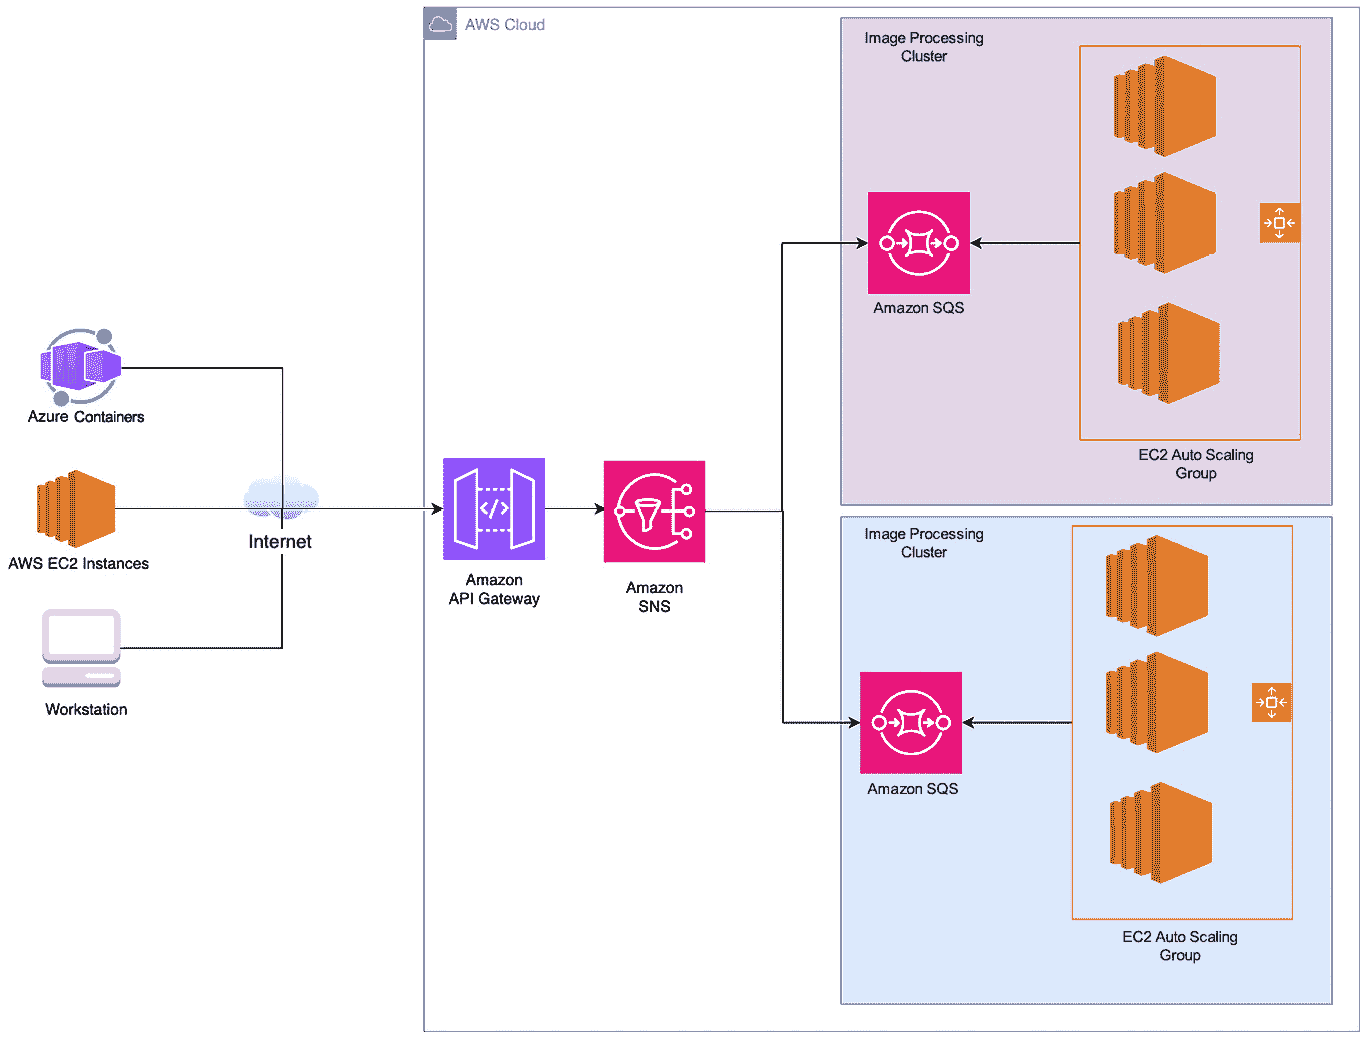 AWS Cloud
Image Processing
Cluster
Amazon SQS
EC2 Auto Scaling
Group
Azure Containers
AWS EC2 Instances
Internet
Workstation
Amazon
API Gateway
Amazon
SNS
Image Processing
Cluster
Amazon SQS
EC2 Auto Scaling
Group